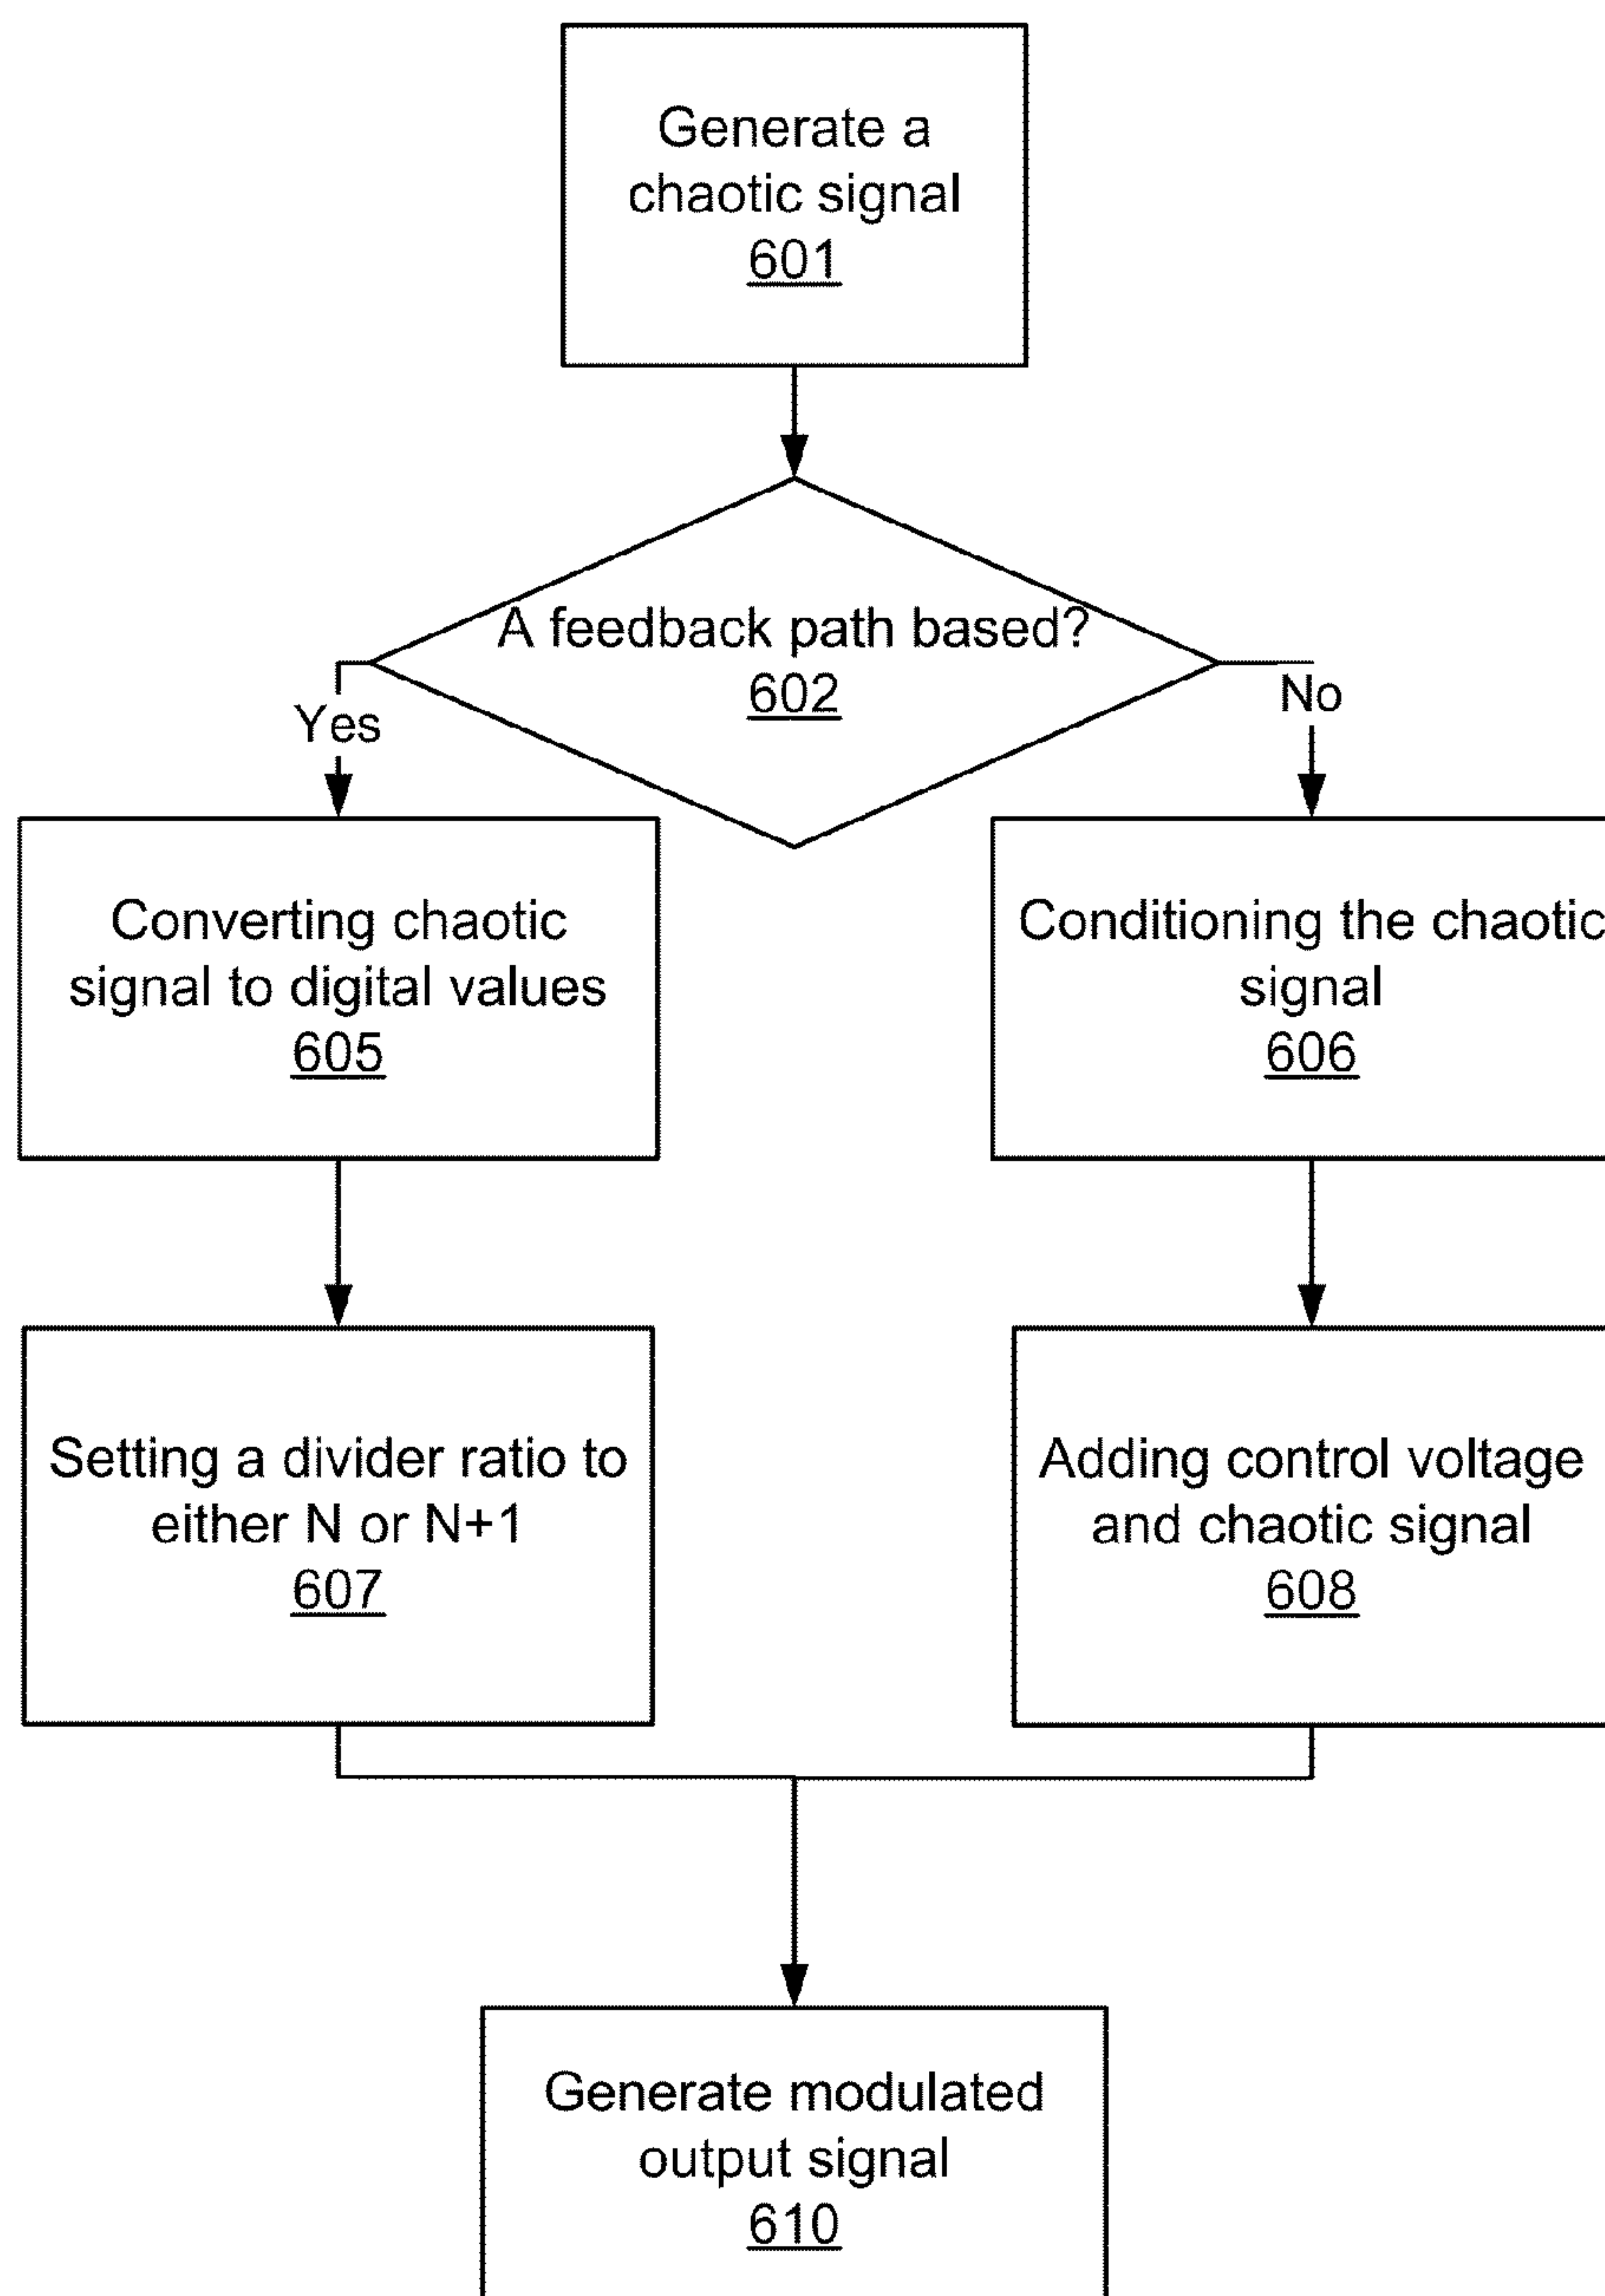 Generate a
chaotic signal
601
A feedback path based?
602
Yes
No
Converting chaotic
signal to digital values
605
Conditioning the chaotic
signal
606
Setting a divider ratio to
either N or N+1
607
Adding control voltage
and chaotic signal
608
Generate modulated
output signal
610